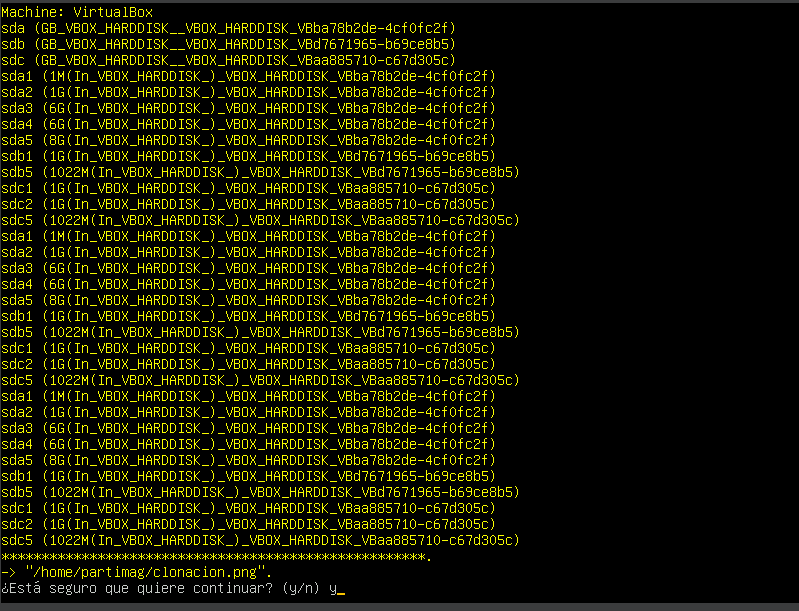 Machine: VirtualBox
sda (GB_VBOX_HARDDISK__VBOX_HARDDISK_VBba78b2de-4cf0fc2f)
sdb (GB_VBOX_HARDDISK__VBOX_HARDDISK_VBd7671965-b69ce8b5)
sdc (GB_VBOX_HARDDISK__VBOX_HARDDISK_VBaa885710-c67d305c)
sda1 (1M(In_VBOX_HARDDISK_)_VBOX_HARDDISK_VBba78b2de-4cf0fc2f)
sda2 (1G(In_VBOX_HARDDISK_)_VBOX_HARDDISK_VBba78b2de-4cf0fc2f)
sda3 (6G(In_VBOX_HARDDISK_)_VBOX_HARDDISK_VBba78b2de-4cf0fc2f)
sda4 (6G(In_VBOX_HARDDISK_)_VBOX_HARDDISK_VBba78b2de-4cf0fc2f)
sda5 (8G(In_VBOX_HARDDISK_)_VBOX_HARDDISK_VBba78b2de-4cf0fc2f)
sdb1 (1G(In_VBOX_HARDDISK_)_VBOX_HARDDISK_VBd7671965-b69ce8b5)
sdb5 (1022M(In_VBOX_HARDDISK_)_VBOX_HARDDISK_VBd7671965-b69ce8b5)
sdc1 (1G(In_VBOX_HARDDISK_)_VBOX_HARDDISK_VBaa885710-c67d305c)
sdc2 (1G(In_VBOX_HARDDISK_)_VBOX_HARDDISK_VBaa885710-c67d305c)
sdc5 (1022M(In_VBOX_HARDDISK_)_VBOX_HARDDISK_VBaa885710-c67d305c)
sda1 (1M(In_VBOX_HARDDISK_)_VBOX_HARDDISK_VBba78b2de-4cf0fc2f)
sda2 (1G(In_VBOX_HARDDISK_)_VBOX_HARDDISK_VBba78b2de-4cf0fc2f)
sda3 (6G(In_VBOX_HARDDISK_)_VBOX_HARDDISK_VBba78b2de-4cf0fc2f)
sda4 (6G(In_VBOX_HARDDISK_)_VBOX_HARDDISK_VBba78b2de-4cf0fc2f)
sda5 (8G(In_VBOX_HARDDISK_)_VBOX_HARDDISK_VBba78b2de-4cf0fc2f)
sdb1 (1G(In_VBOX_HARDDISK_)_VBOX_HARDDISK_VBd7671965-b69ce8b5)
sdb5 (1022M(In_VBOX_HARDDISK_)_VBOX_HARDDISK_VBd7671965-b69ce8b5)
sdc1 (1G(In_VBOX_HARDDISK_)_VBOX_HARDDISK_VBaa885710-c67d305c)
sdc2 (1G(In_VBOX_HARDDISK_)_VBOX_HARDDISK_VBaa885710-c67d305c)
sdc5 (1022M(In_VBOX_HARDDISK_)_VBOX_HARDDISK_VBaa885710-c67d305c)
sda1 (1M(In_VBOX_HARDDISK_)_VBOX_HARDDISK_VBba78b2de-4cf0fc2f)
sda2 (1G(In_VBOX_HARDDISK_)_VBOX_HARDDISK_VBba78b2de-4cf0fc2f)
sda3 (6G(In_VBOX_HARDDISK_)_VBOX_HARDDISK_VBba78b2de-4cf0fc2f)
sda4 (6G(In_VBOX_HARDDISK_)_VBOX_HARDDISK_VBba78b2de-4cf0fc2f)
sda5 (8G(In_VBOX_HARDDISK_)_VBOX_HARDDISK_VBba78b2de-4cf0fc2f)
sdb1 (1G(In_VBOX_HARDDISK_)_VBOX_HARDDISK_VBd7671965-b69ce8b5)
sdb5 (1022M(In_VBOX_HARDDISK_)_VBOX_HARDDISK_VBd7671965-b69ce8b5)
sdc1 (1G(In_VBOX_HARDDISK_)_VBOX_HARDDISK_VBaa885710-c67d305c)
sdc2 (1G(In_VBOX_HARDDISK_)_VBOX_HARDDISK_VBaa885710-c67d305c)
sdc5 (1022M(In_VBOX_HARDDISK_)_VBOX_HARDDISK_VBaa885710-c67d305c)
*****************************************************.
-> "/home/partimag/clonacion.png".
¿Está seguro que quiere continuar? (y/n) y_